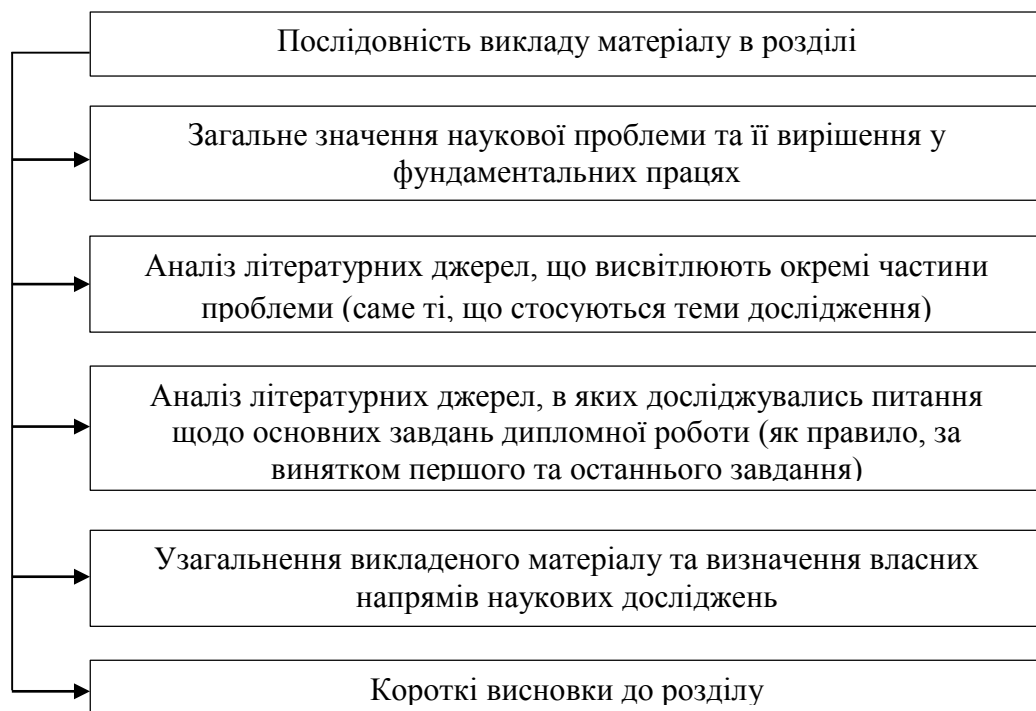 Послідовність викладу матеріалу в розділі
Загальне значення наукової проблеми та її вирішення у
фундаментальних працях
Аналіз літературних джерел, що висвітлюють окремі частини
проблеми (саме ті, що стосуються теми дослідження)
Аналіз літературних джерел, в яких досліджувались питання
щодо основних завдань дипломної роботи (як правило, за
винятком першого та останнього завдання)
Узагальнення викладеного матеріалу та визначення власних
напрямів наукових досліджень
Короткі висновки до розділу